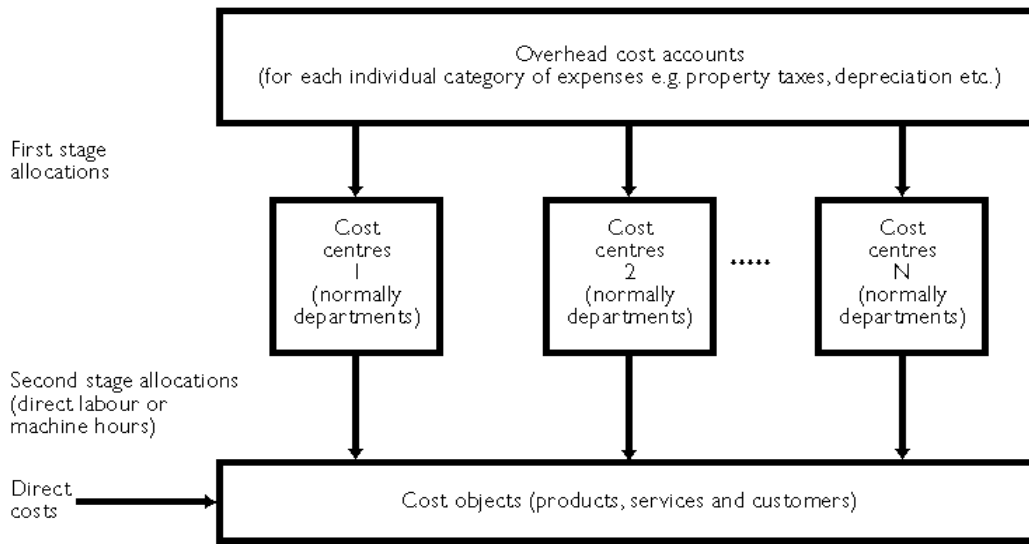 Overhead cost accounts
(for each individual category of expenses e.g. property taxes, depreciation etc.)
First stage
allocations
Cost
centres
1
(normally
departments)
Cost
centres
2
(normally
departments)
.....
Cost
centres
N
(normally
departments)
Second stage allocations
(direct labour or
machine hours)
Direct
costs
Cost objects (products, services and customers)